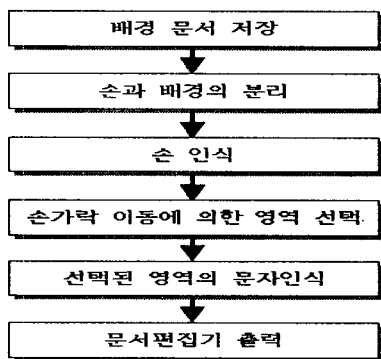 배경 문서 저장
손과 배경의 분리
손 인식
손가락 이동에 의한 영역 선택
선택된 영역의 문자인식
문서편집기 출력